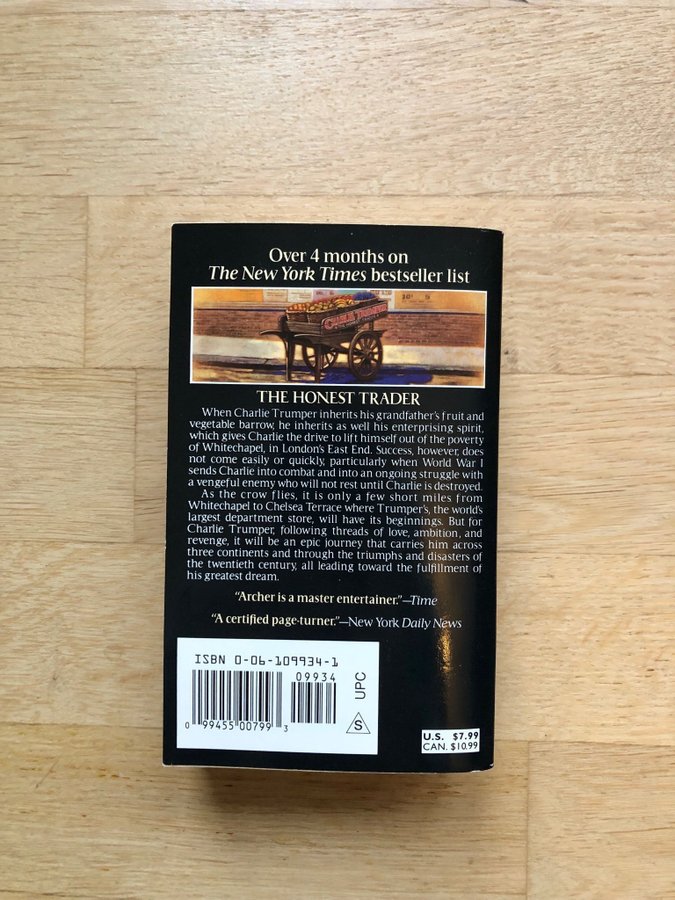 Over 4 months on
The New York Times bestseller list
CHARLIE TRUMPER
THE HONEST TRADER
THE HONEST TRADER
When Charlie Trumper inherits his grandfather's fruit and
vegetable barrow, he inherits as well his enterprising spirit,
which gives Charlie the drive to lift himself out of the poverty
of Whitechapel, in London's East End. Success, however, does
not come easily or quickly, particularly when World War I
sends Charlie into combat and into an ongoing struggle with
a vengeful enemy who will not rest until Charlie is destroyed.
As the crow flies, it is only a few short miles from
Whitechapel to Chelsea Terrace where Trumper's, the world's
largest department store, will have its beginnings. But for
Charlie Trumper, following threads of love, ambition, and
revenge, it will be an epic journey that carries him across
three continents and through the triumphs and disasters of
the twentieth century, all leading toward the fulfillment of
his greatest dream.
"Archer is a master entertainer."—Time
"A certified page-turner."—New York Daily News
ISBN 0-06-109934-1
09934
0 99455 00799 3
UPC
S
U.S. $7.99
CAN. $10.99